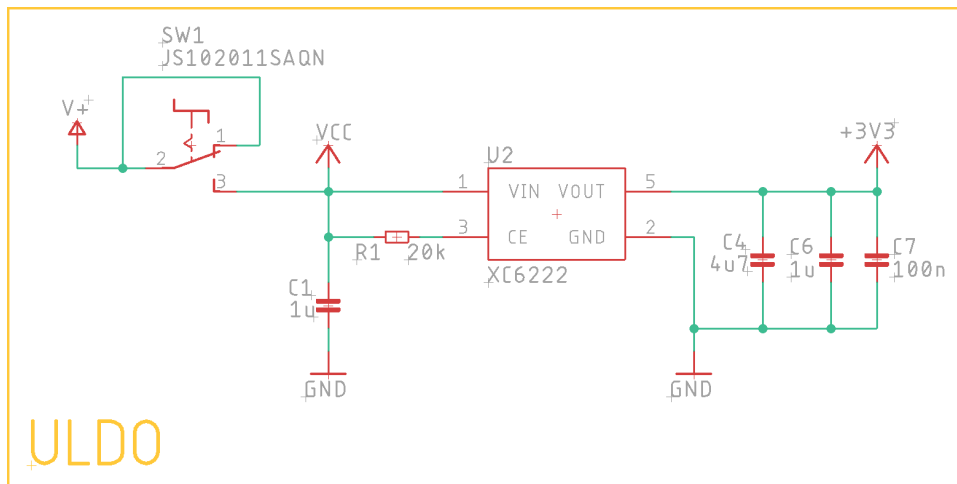 SW1
JS102011SAQN
V+
1
2
3
VCC
+3V3
U2
1
VIN
VOUT
5
3
CE
GND
2
R1
20k
XC6222
C4
4u7
C6
1u
C7
100n
C1
1u
GND
GND
ULDO